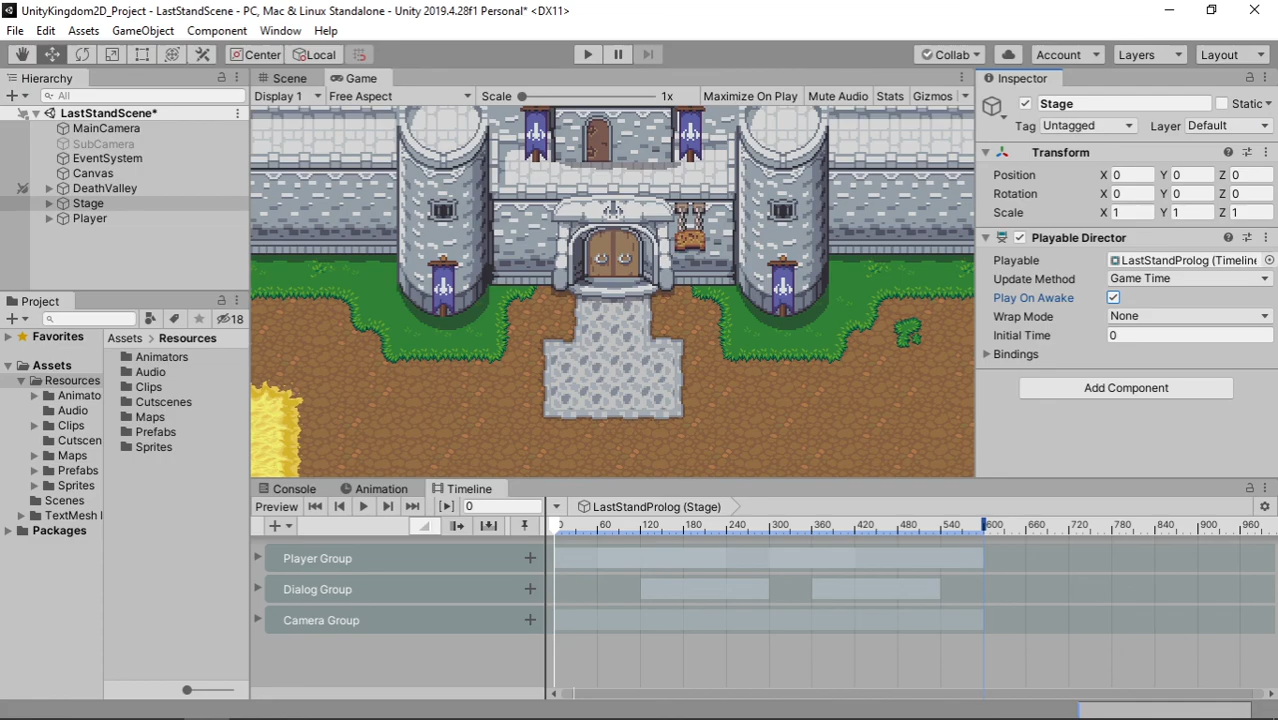 UnityKingdom2D_Project - LastStandScene - PC, Mac & Linux Standalone - Unity 2019.4.28f1 Personal* <DX11>
File Edit Assets GameObject Component Window Help
Center Local Collab Account Layers Layout
Hierarchy
All
LastStandScene*
MainCamera
SubCamera
EventSystem
Canvas
DeathValley
Stage
Player
Project
18
Favorites
Assets
Resources
Animato
Audio
Clips
Cutscen
Maps
Prefabs
Sprites
Scenes
TextMesh
Packages
Assets Resources
Animators
Audio
Clips
Cutscenes
Maps
Prefabs
Sprites
Scene Game
Display 1 Free Aspect Scale 1x Maximize On Play Mute Audio Stats Gizmos
Console Animation Timeline
Preview 0 LastStandProlog (Stage)
0 60 120 180 240 300 360 420 480 540 600 660 720 780 840 900 960
Player Group
Dialog Group
Camera Group
Inspector
Stage Static
Tag Untagged Layer Default
Transform
Position X 0 Y 0 Z 0
Rotation X 0 Y 0 Z 0
Scale X 1 Y 1 Z 1
Playable Director
Playable LastStandProlog (Timeline
Update Method Game Time
Play On Awake
Wrap Mode None
Initial Time 0
Bindings
Add Component